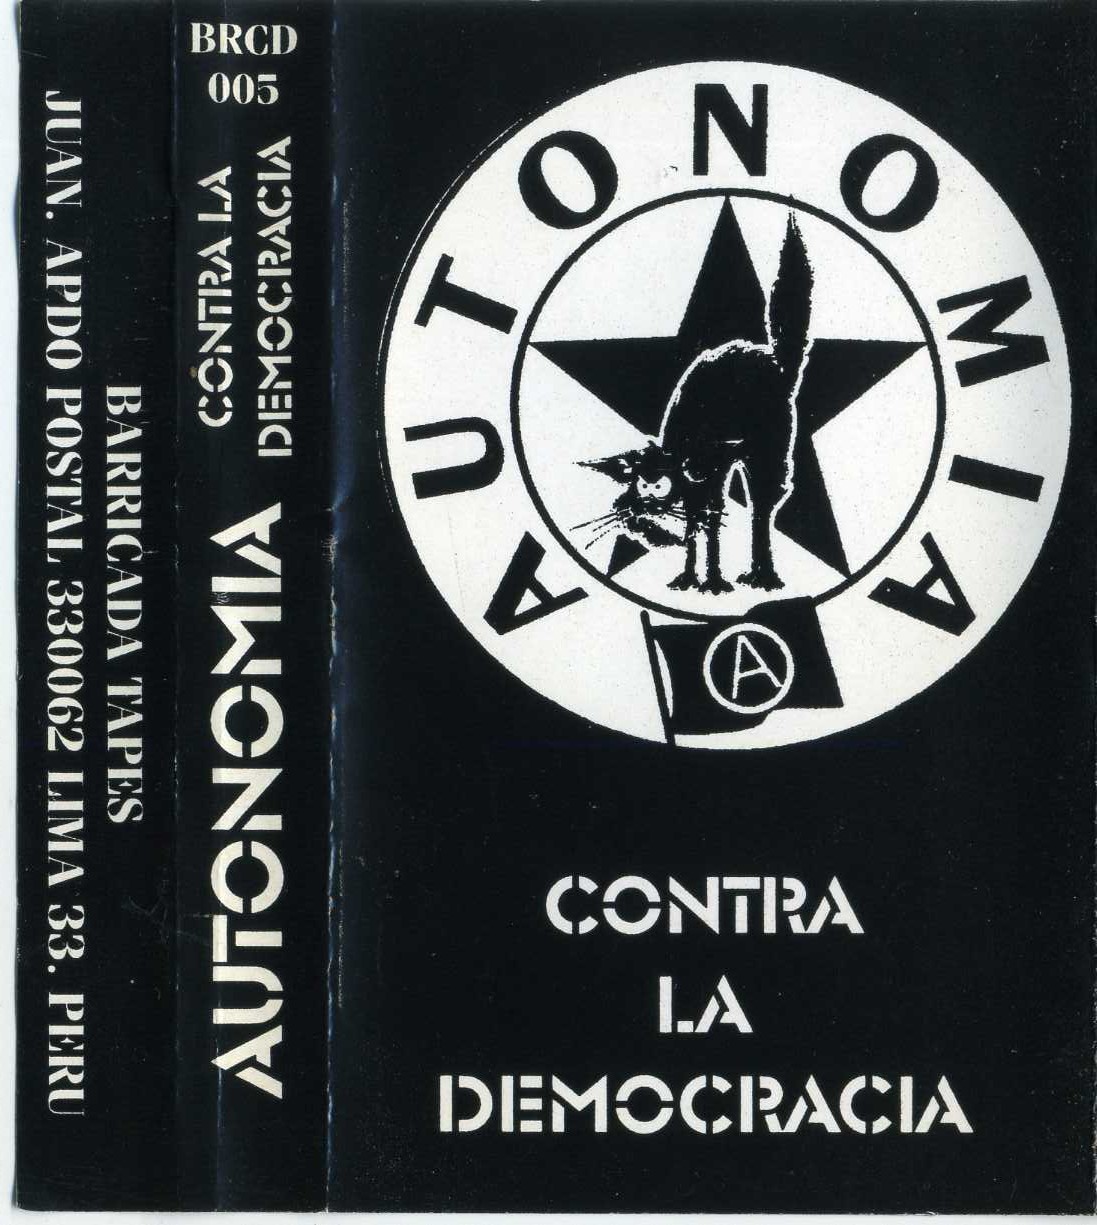 JUAN. APDO POSTAL 330062 LIMA 33. PERU
BARRICADA TAPES
BRCD
005
CONTRA LA
DEMOCRACIA
AUTONOMIA
AUTONOMIA
A
CONTRA
LA
DEMOCRACIA